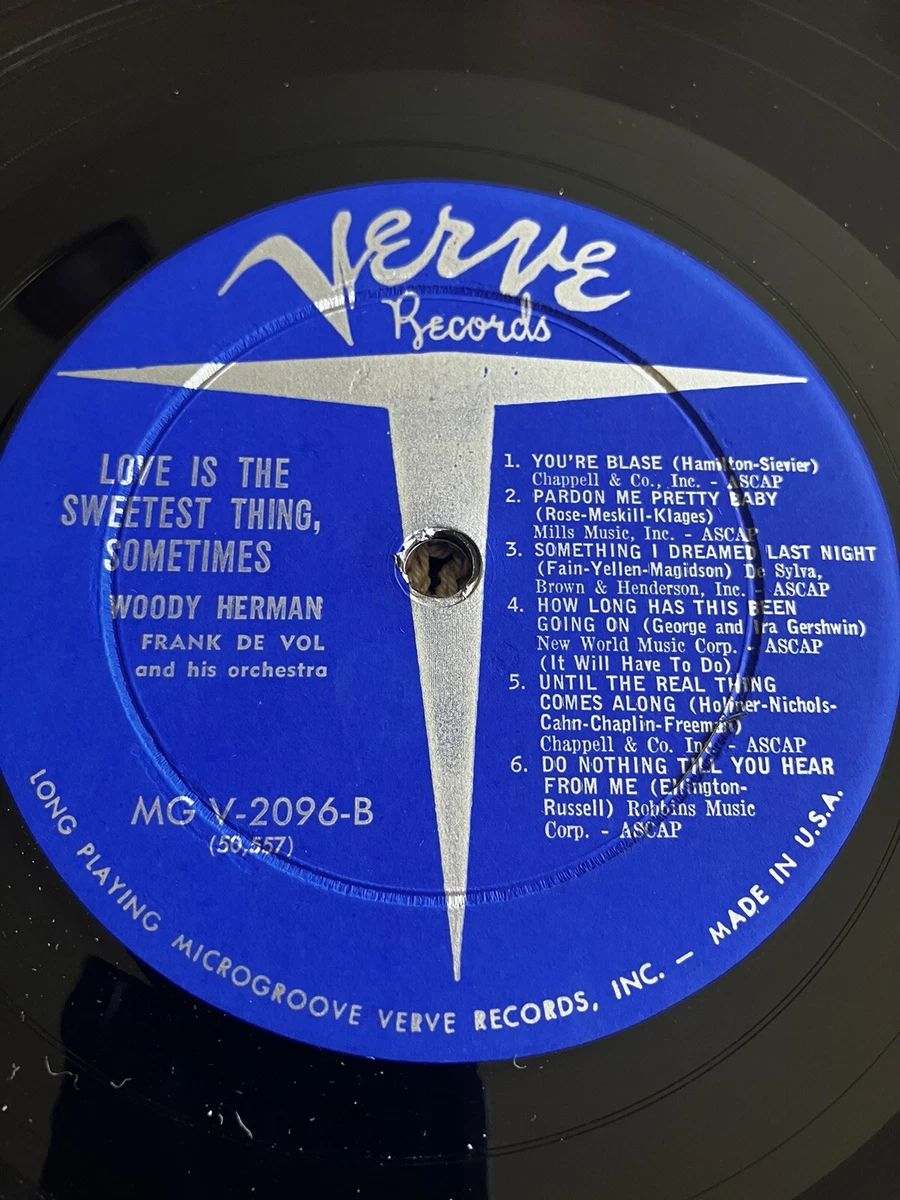 Verve
Records
LOVE IS THE
SWEETEST THING,
SOMETIMES
WOODY HERMAN
FRANK DE VOL
and his orchestra
MG V-2096-B
(50,557)
1. YOU'RE BLASE (Hamilton-Sievier)
Chappell & Co., Inc. - ASCAP
2. PARDON ME PRETTY BABY
(Rose-Meskill-Klages)
Mills Music, Inc. - ASCAP
3. SOMETHING I DREAMED LAST NIGHT
(Fain-Yellen-Magidson) De Sylva,
Brown & Henderson, Inc. - ASCAP
4. HOW LONG HAS THIS BEEN
GOING ON (George and Ira Gershwin)
New World Music Corp. - ASCAP
(It Will Have To Do)
5. UNTIL THE REAL THING
COMES ALONG (Holiner-Nichols-
Cahn-Chaplin-Freeman)
Chappell & Co. Inc. - ASCAP
6. DO NOTHING TILL YOU HEAR
FROM ME (Ellington-
Russell) Robbins Music
Corp. - ASCAP
LONG PLAYING MICROGROOVE VERVE RECORDS, INC. — MADE IN U.S.A.